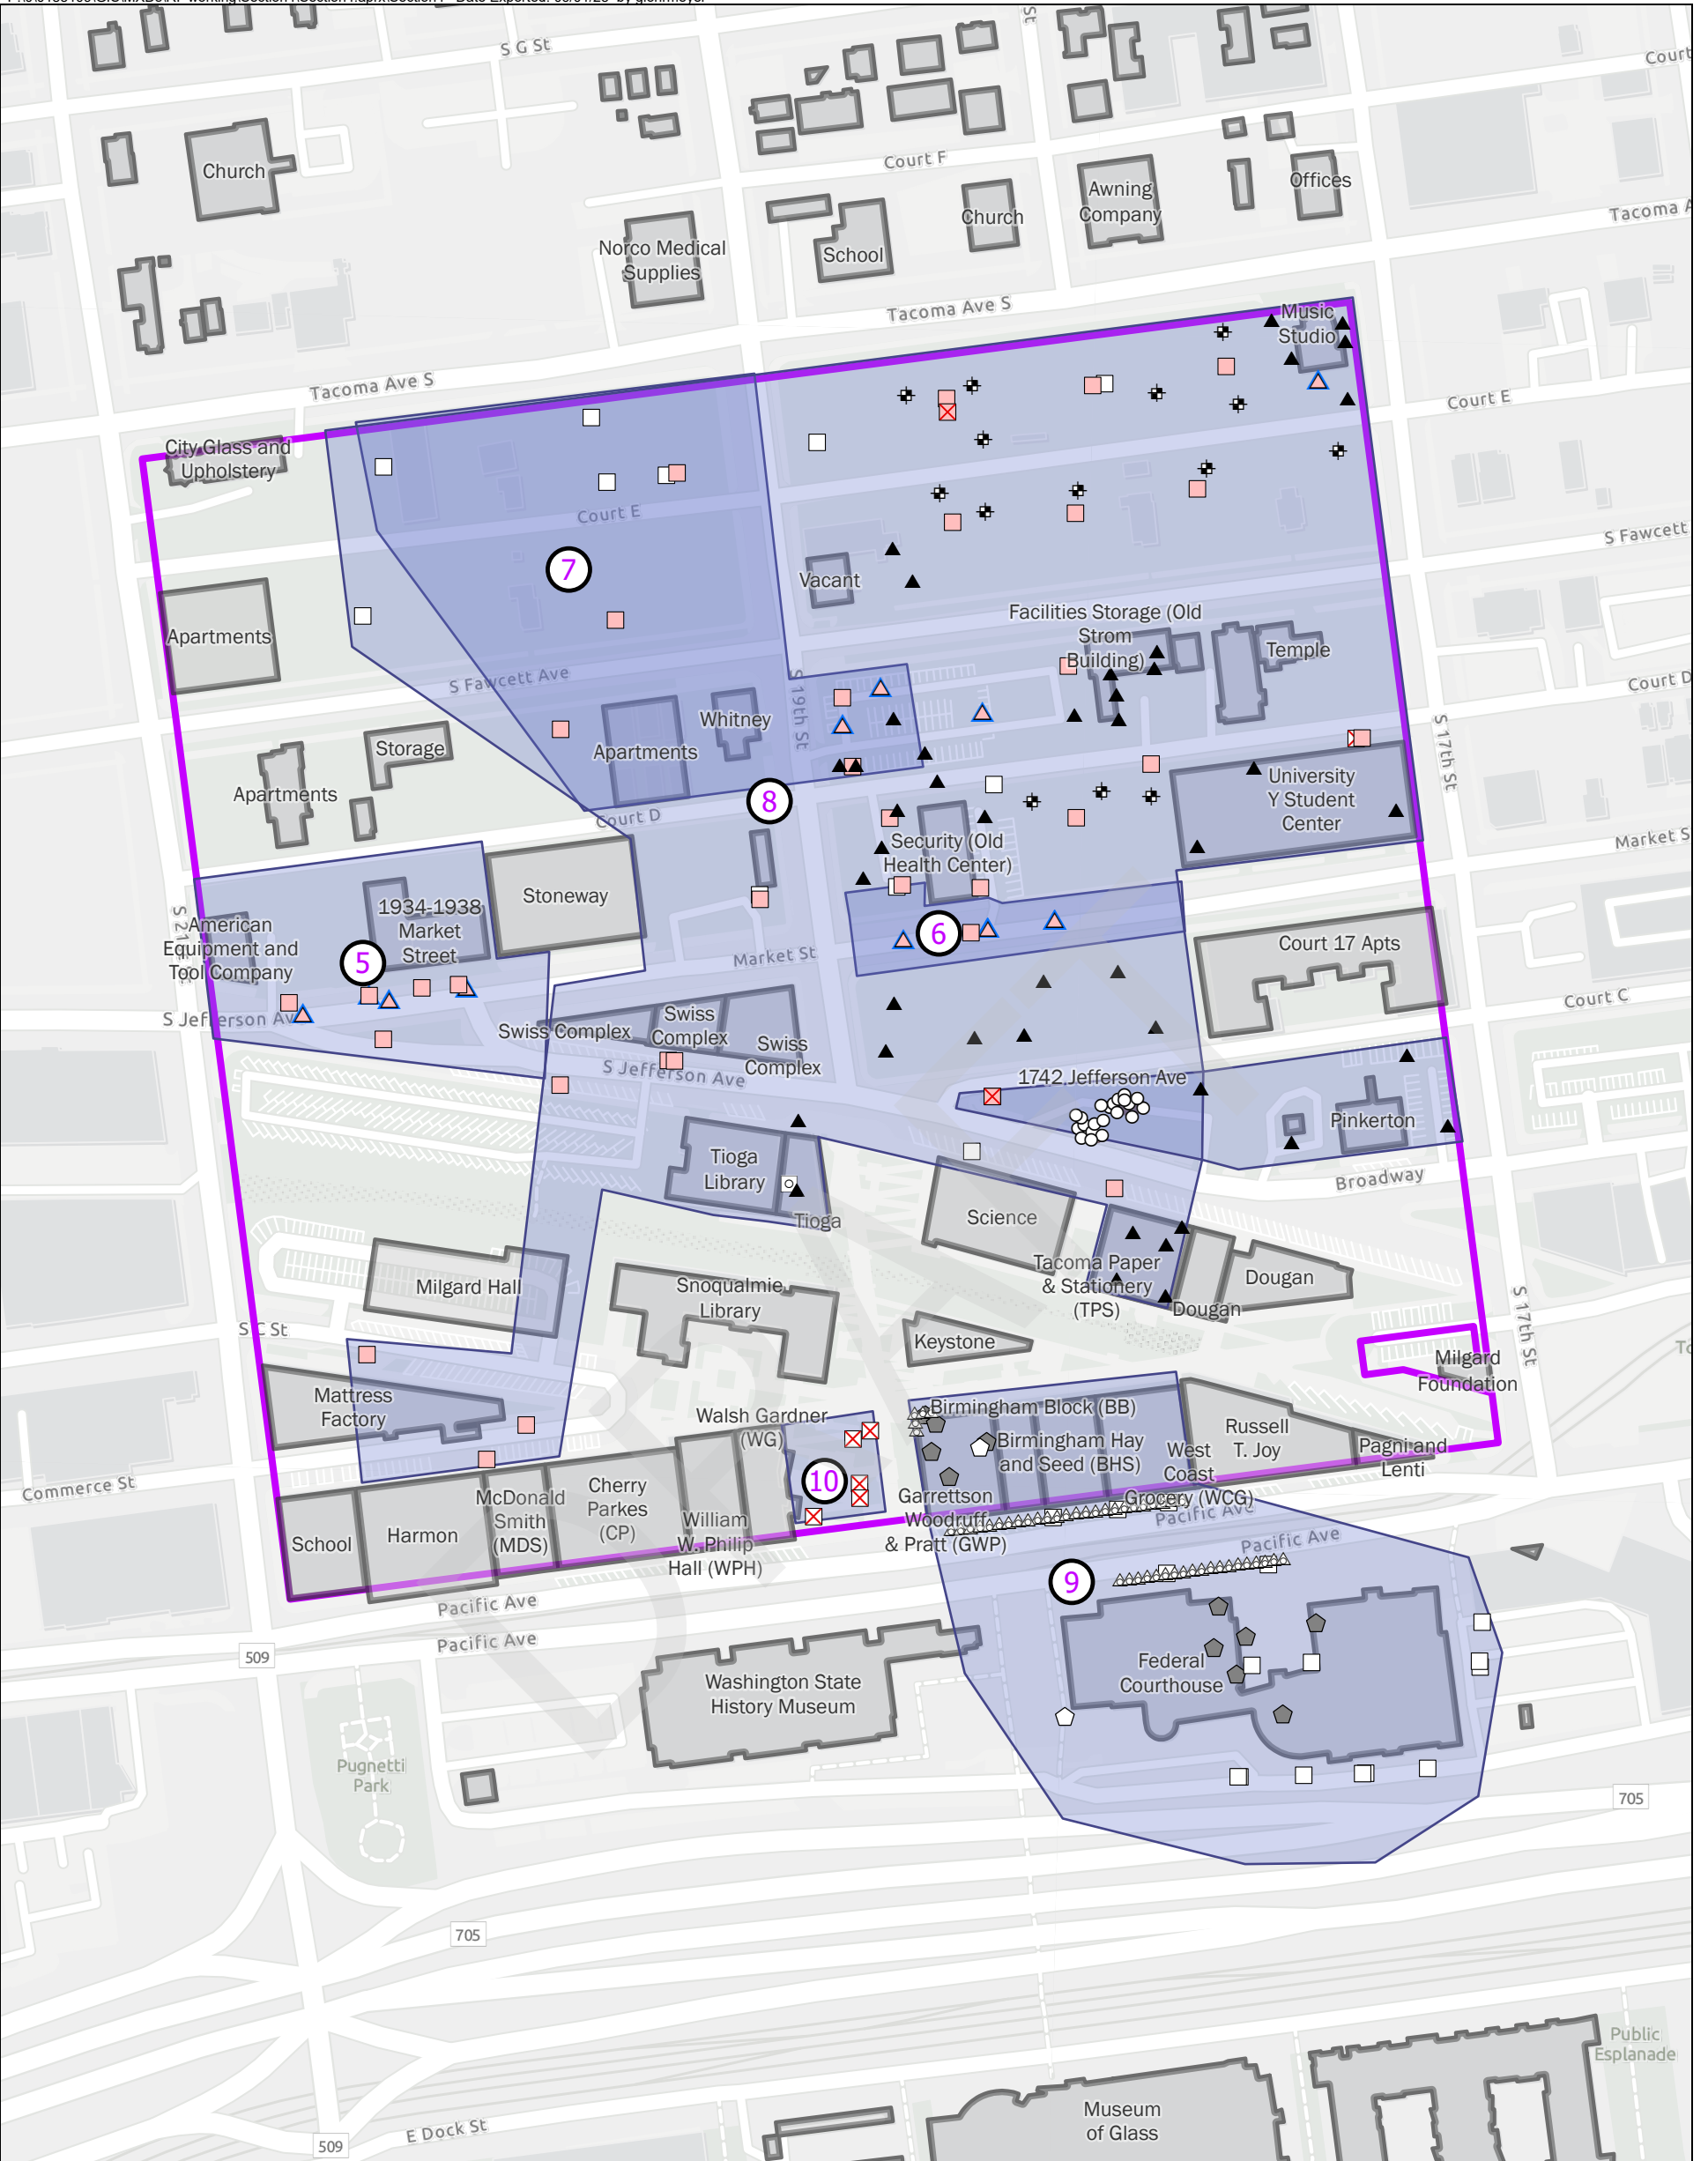 S G St
St
Court
Church
Court F
Church
Awning
Company
Offices
Tacoma A
Norco Medical
Supplies
School
Tacoma Ave S
Music
Studio
Tacoma Ave S
Court E
City Glass and
Upholstery
Court E
S Fawcett
7
Vacant
Facilities Storage (Old
Strom
Building)
Apartments
Temple
S Fawcett Ave
Court D
Whitney
S 19th St
S 17th St
Storage
Apartments
Apartments
8
University
Y Student
Center
Court D
Market S
Security (Old
Health Center)
Stoneway
1934-1938
Market
Street
American
Equipment and
Tool Company
5
6
Court 17 Apts
Market St
Court C
S Jefferson Av
Swiss Complex
Swiss
Complex
Swiss
Complex
S Jefferson Ave
1742 Jefferson Ave
Pinkerton
Tioga
Library
Broadway
Tioga
Science
Tacoma Paper
& Stationery
(TPS)
Dougan
Dougan
Milgard Hall
Snoqualmie
Library
S C St
Keystone
S 17th St
Milgard
Foundation
Mattress
Factory
Walsh Gardner
(WG)
Birmingham Block (BB)
Birmingham Hay
and Seed (BHS)
Russell
T. Joy
West
Coast
Grocery (WCG)
Pagni and
Lenti
Commerce St
10
Cherry
Parkes
(CP)
McDonald
Smith
(MDS)
Garrettson
Woodruff
& Pratt (GWP)
Pacific Ave
School
Harmon
William
W. Philip
Hall (WPH)
Pacific Ave
9
Pacific Ave
Pacific Ave
509
Washington State
History Museum
Federal
Courthouse
Pugnetti
Park
705
705
Public
Esplanade
Museum
of Glass
E Dock St
509